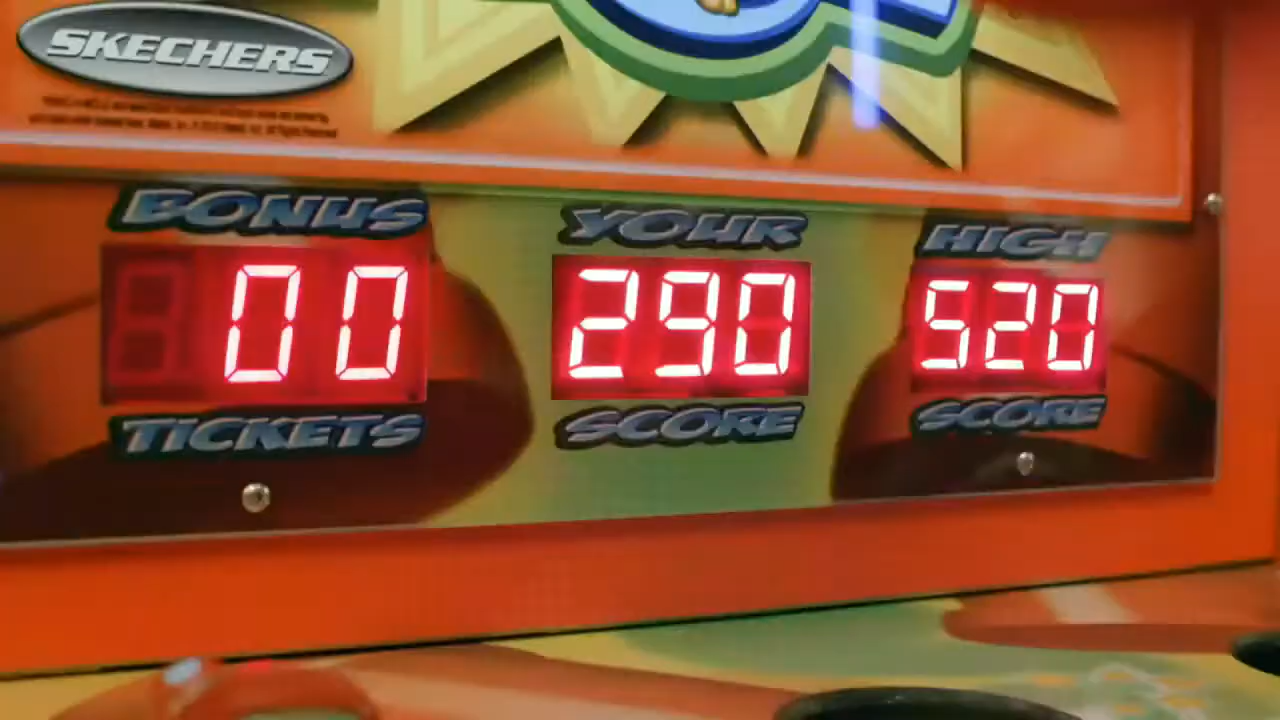 SKECHERS
BONUS
00
TICKETS
YOUR
290
SCORE
HIGH
520
SCORE